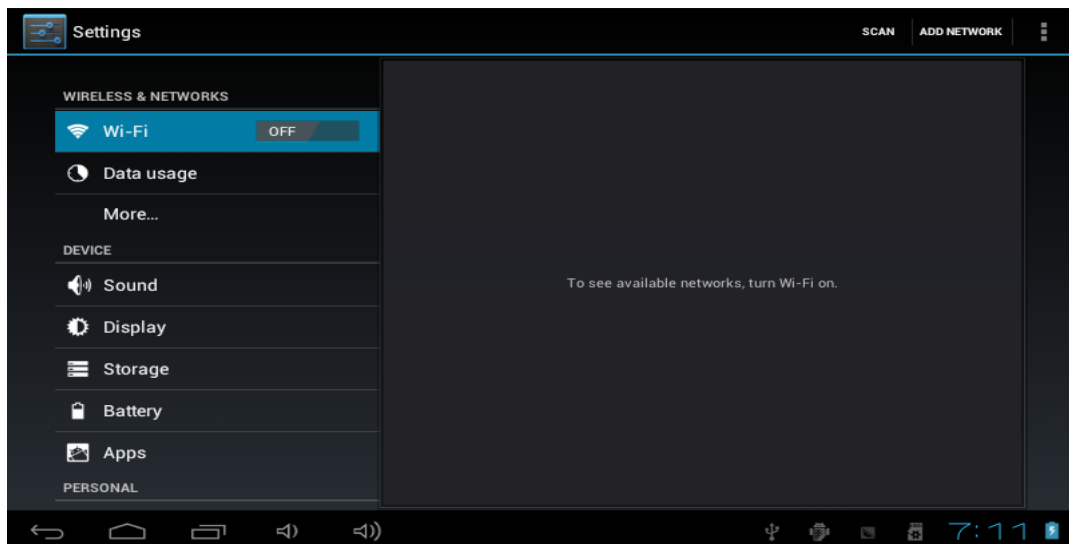 Settings
SCAN
ADD NETWORK
WIRELESS & NETWORKS
Wi-Fi
OFF
Data usage
More...
DEVICE
Sound
Display
Storage
Battery
Apps
PERSONAL
To see available networks, turn Wi-Fi on.
7:11